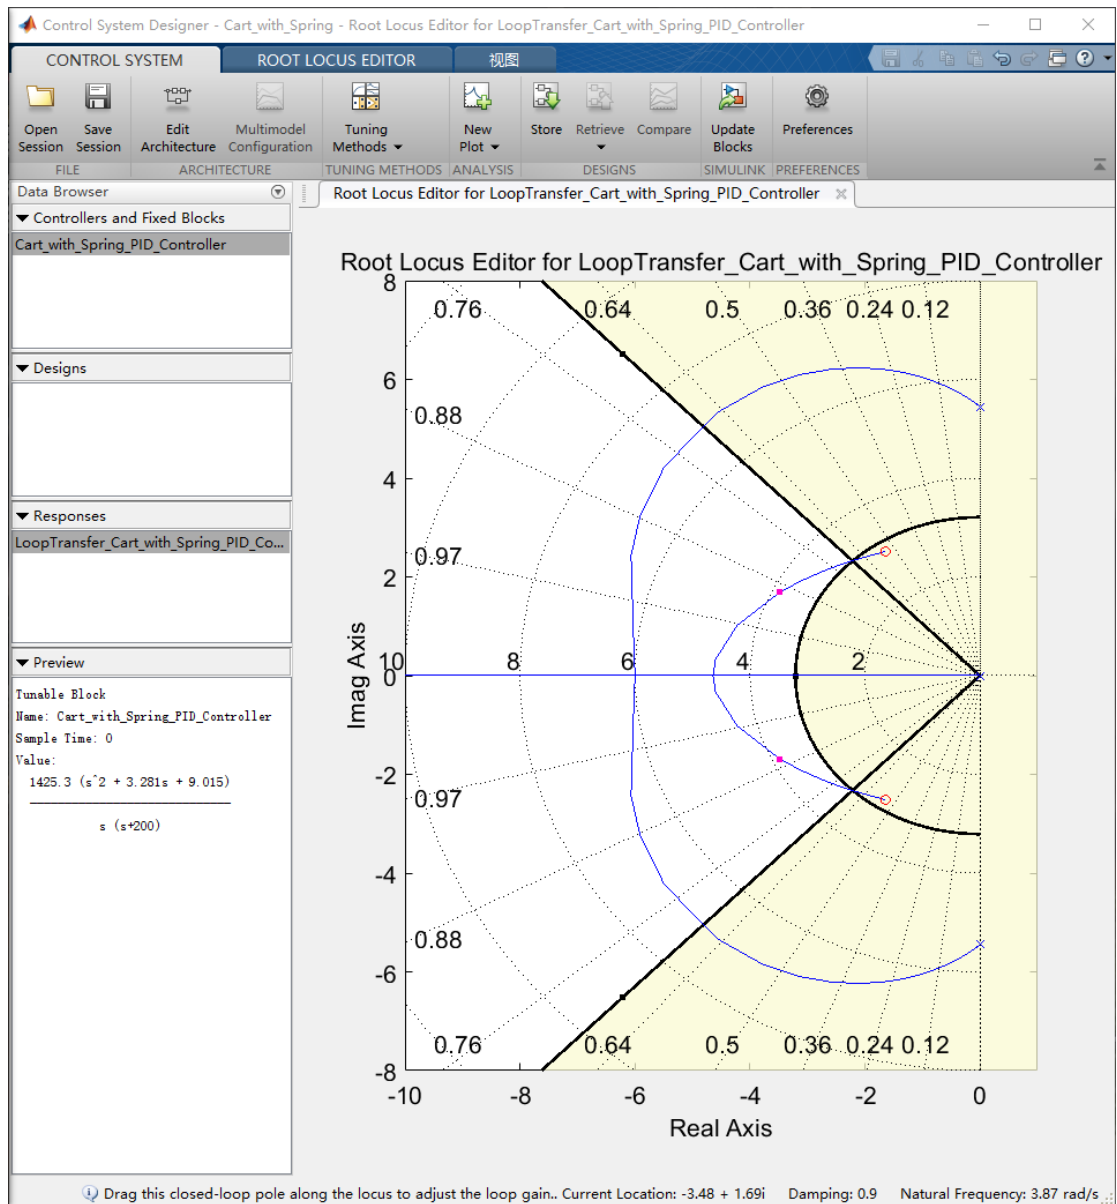 Control System Designer - Cart_with_Spring - Root Locus Editor for LoopTransfer_Cart_with_Spring_PID_Controller
CONTROL SYSTEM ROOT LOCUS EDITOR 视图
Open Session
Save Session
Edit Architecture
Multimodel Configuration
Tuning Methods
New Plot
Store
Retrieve
Compare
Update Blocks
Preferences
FILE ARCHITECTURE TUNING METHODS ANALYSIS DESIGNS SIMULINK PREFERENCES
Data Browser
Controllers and Fixed Blocks
Cart_with_Spring_PID_Controller
Designs
Responses
LoopTransfer_Cart_with_Spring_PID_Co...
Preview
Tunable Block
Name: Cart_with_Spring_PID_Controller
Sample Time: 0
Value:
1425.3 (s^2 + 3.281s + 9.015)
s (s+200)
Root Locus Editor for LoopTransfer_Cart_with_Spring_PID_Controller
Root Locus Editor for LoopTransfer_Cart_with_Spring_PID_Controller
8
0.76 0.64 0.5 0.36 0.24 0.12
6
0.88
4
0.97
2
10 8 6 4 2
0
-2
0.97
-4
0.88
-6
0.76 0.64 0.5 0.36 0.24 0.12
-8
Imag Axis
-10 -8 -6 -4 -2 0
Real Axis
Drag this closed-loop pole along the locus to adjust the loop gain.. Current Location: -3.48 + 1.69i Damping: 0.9 Natural Frequency: 3.87 rad/s